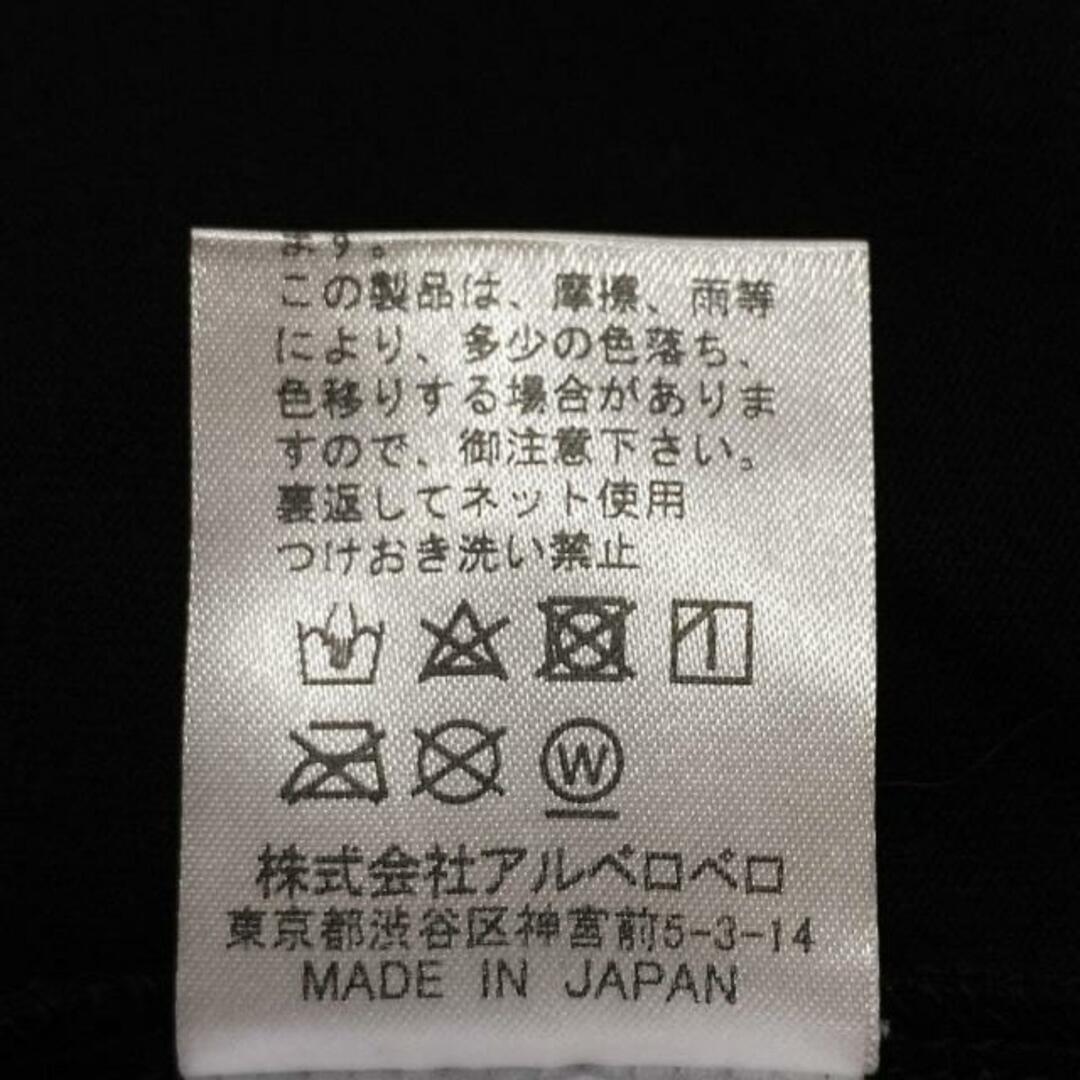 ます。
この製品は、摩擦、雨等
により、多少の色落ち、
色移りする場合がありま
すので、御注意下さい。
裏返してネット使用
つけおき洗い禁止
W
株式会社アルベロベロ
東京都渋谷区神宮前5-3-14
MADE IN JAPAN